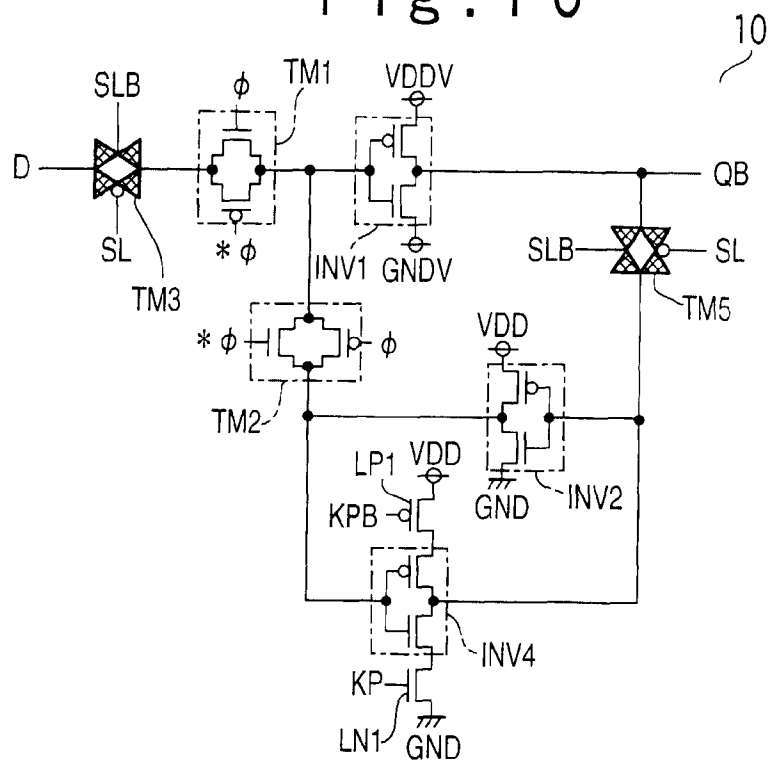 Fig.10
10
SLB
φ
TM1
VDDV
D
QB
SL
*φ
INV1
GNDV
SLB
SL
TM3
TM5
*φ
φ
VDD
TM2
LP1
VDD
GND
INV2
KPB
INV4
KP
LN1
GND